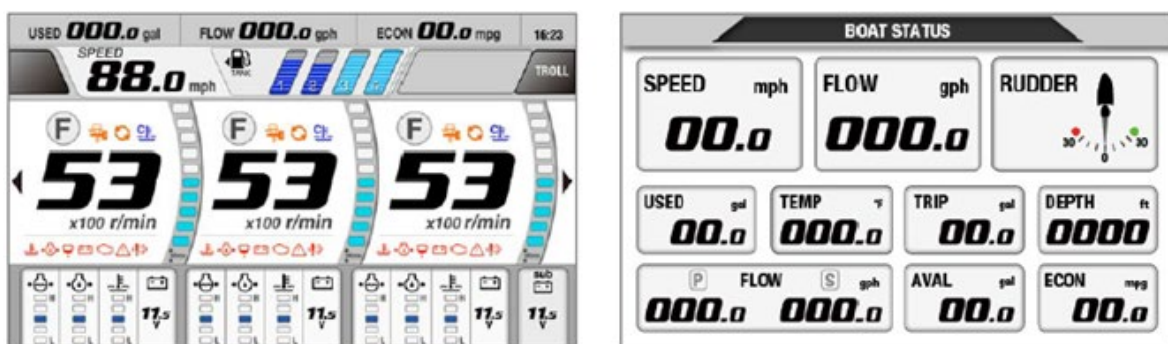 USED 000.0 gal FLOW 000.0 gph ECON 00.0 mpg 16:23
SPEED
88.0 mph
TANK
1 2 3
TROLL
F F F
53 53 53
x100 r/min x100 r/min x100 r/min
sub
H H H
11.5 V 11.5 V 11.5 V 11.5 V
L L L
BOAT STATUS
SPEED mph FLOW gph RUDDER
00.0 000.0
30 0 30
USED gal TEMP °F TRIP gal DEPTH ft
00.0 000.0 00.0 0000
P FLOW S gph AVAL gal ECON mpg
000.0 000.0 00.0 00.0